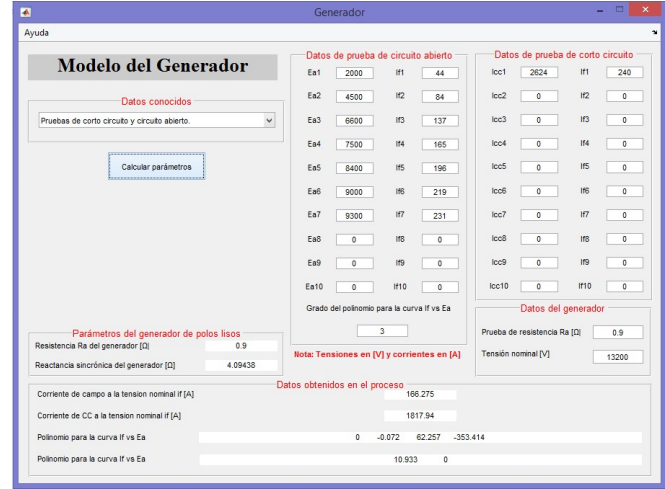 Generador
Ayuda
Modelo del Generador
Datos conocidos
Pruebas de corto circuito y circuito abierto.
Calcular parámetros
Datos de prueba de circuito abierto
Ea1 2000 If1 44
Ea2 4500 If2 84
Ea3 6600 If3 137
Ea4 7500 If4 165
Ea5 8400 If5 196
Ea6 9000 If6 219
Ea7 9300 If7 231
Ea8 0 If8 0
Ea9 0 If9 0
Ea10 0 If10 0
Grado del polinomio para la curva If vs Ea
3
Nota: Tensiones en [V] y corrientes en [A]
Datos de prueba de corto circuito
Icc1 2624 If1 240
Icc2 0 If2 0
Icc3 0 If3 0
Icc4 0 If4 0
Icc5 0 If5 0
Icc6 0 If6 0
Icc7 0 If7 0
Icc8 0 If8 0
Icc9 0 If9 0
Icc10 0 If10 0
Datos del generador
Prueba de resistencia Ra [Ω| 0.9
Tensión nominal [V] 13200
Parámetros del generador de polos lisos
Resistencia Ra del generador [Ω| 0.9
Reactancia sincrónica del generador [Ω] 4.09438
Datos obtenidos en el proceso
Corriente de campo a la tension nominal if [A] 166.275
Corriente de CC a la tension nominal if [A] 1817.94
Polinomio para la curva If vs Ea 0 -0.072 62.257 -353.414
Polinomio para la curva If vs Ea 10.933 0